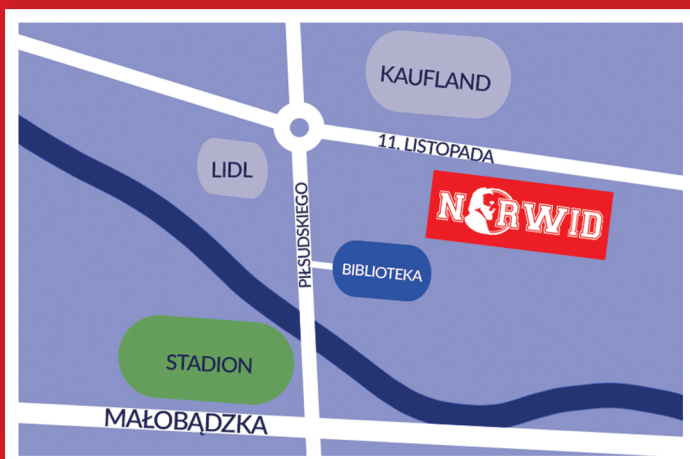 KAUFLAND
11. LISTOPADA
LIDL
NORWID
PIŁSUDSKIEGO
BIBLIOTEKA
STADION
MAŁOBĄDZKA